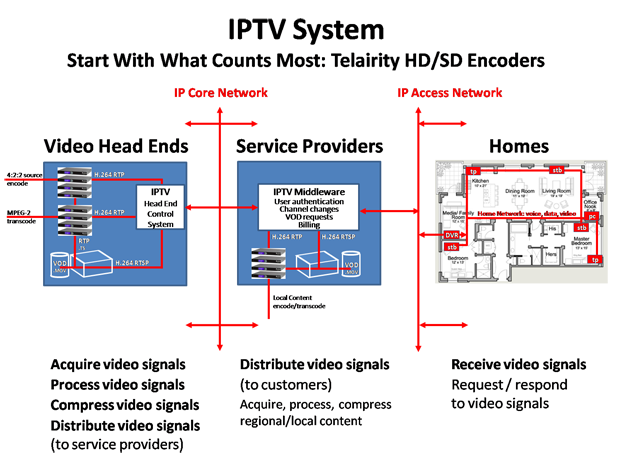 IPTV System
Start With What Counts Most: Telairity HD/SD Encoders
IP Core Network
IP Access Network
Video Head Ends
Service Providers
Homes
4:2:2 source
encode
MPEG-2
transcode
H.264 RTP
H.264 RTP
IPTV
Head End
Control
System
RTP
H.264 RTSP
VOD
IPTV Middleware
User authentication
Channel changes
VOD requests
Billing
H.264 RTP
H.264 RTSP
VOD
Local Content
encode/transcode
tp
stb
Kitchen
Dining Room
Living Room
Office
Nook
Media/ Family
Room
Home Network: voice, data, video
pc
DVR
stb
His
stb
Master
Bedroom
Bedroom
Hers
tp
Acquire video signals
Process video signals
Compress video signals
Distribute video signals
(to service providers)
Distribute video signals
(to customers)
Acquire, process, compress
regional/local content
Receive video signals
Request / respond
to video signals